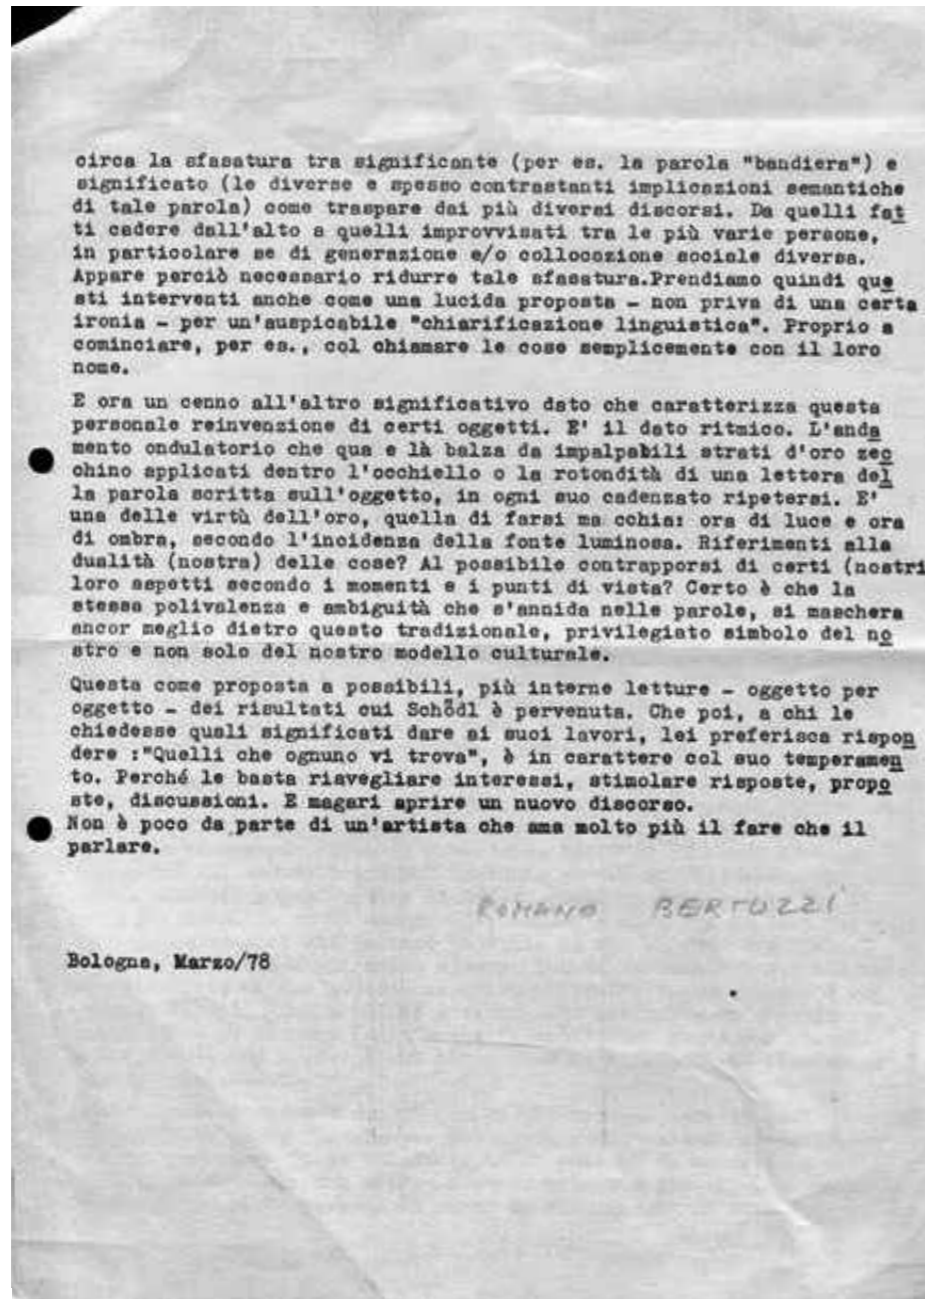 circa la sfasatura tra significante (per es. la parola "bandiera") e
significato (le diverse e spesso contrastanti implicazioni semantiche
di tale parola) come traspare dai più diversi discorsi. Da quelli fat
ti cadere dall'alto a quelli improvvisati tra le più varie persone,
in particolare se di generazione e/o collocazione sociale diversa.
Appare perciò necessario ridurre tale sfasatura.Prendiamo quindi que
sti interventi anche come una lucida proposta - non priva di una certa
ironia - per un'auspicabile "chiarificazione linguistica". Proprio a
cominciare, per es., col chiamare le cose semplicemente con il loro
nome.
E ora un cenno all'altro significativo dato che caratterizza questa
personale reinvenzione di certi oggetti. E' il dato ritmico. L'anda
mento ondulatorio che qua e là balza da impalpabili strati d'oro zec
chino applicati dentro l'occhiello o la rotondità di una lettera del
la parola scritta sull'oggetto, in ogni suo cadenzato ripetersi. E'
una delle virtù dell'oro, quella di farsi ma cchia: ora di luce e ora
di ombra, secondo l'incidenza della fonte luminosa. Riferimenti alla
dualità (nostra) delle cose? Al possibile contrapporsi di certi (nostri
loro aspetti secondo i momenti e i punti di vista? Certo è che la
stessa polivalenza e ambiguità che s'annida nelle parole, si maschera
ancor meglio dietro questo tradizionale, privilegiato simbolo del no
stro e non solo del nostro modello culturale.
Questa come proposta a possibili, più interne letture - oggetto per
oggetto - dei risultati cui Schödl è pervenuta. Che poi, a chi le
chiedesse quali significati dare ai suoi lavori, lei preferisca rispon
dere :"Quelli che ognuno vi trova", è in carattere col suo temperamen
to. Perché le basta risvegliare interessi, stimolare risposte, propo
ste, discussioni. E magari aprire un nuovo discorso.
Non è poco da parte di un'artista che ama molto più il fare che il
parlare.
ROMANO BERTUZZI
Bologna, Marzo/78